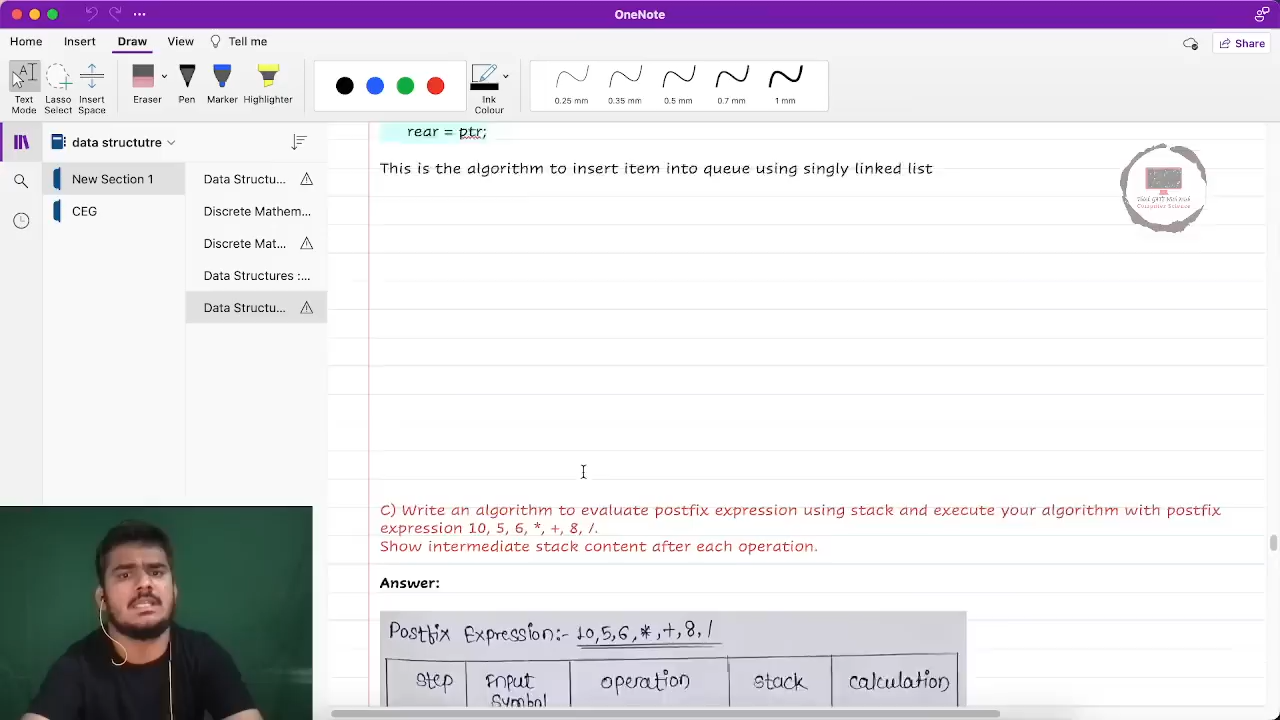 OneNote
Home Insert Draw View Tell me
Share
Text Mode
Lasso Select
Insert Space
Eraser
Pen
Marker
Highlighter
Ink Colour
0.25 mm
0.35 mm
0.5 mm
0.7 mm
1 mm
data structutre
New Section 1
CEG
Data Structu...
Discrete Mathem...
Discrete Mat...
Data Structures :...
Data Structu...
rear = ptr;
This is the algorithm to insert item into queue using singly linked list
Computer Science
C) Write an algorithm to evaluate postfix expression using stack and execute your algorithm with postfix
expression 10, 5, 6, *, +, 8, /.
Show intermediate stack content after each operation.
Answer:
Postfix Expression:- 10,5,6,*,+,8,/
Step Input Symbol operation stack calculation